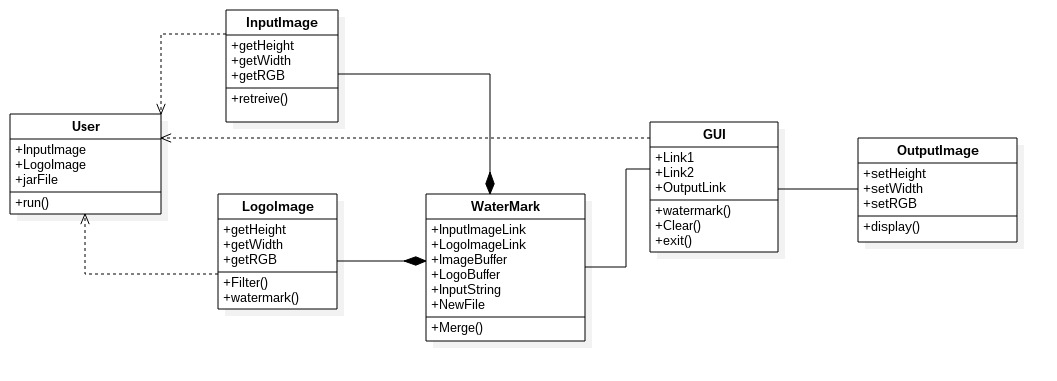 InputImage
+getHeight
+getWidth
+getRGB
+retreive()
User
+InputImage
+LogoImage
+jarFile
+run()
LogoImage
+getHeight
+getWidth
+getRGB
+Filter()
+watermark()
WaterMark
+InputImageLink
+LogoImageLink
+ImageBuffer
+LogoBuffer
+InputString
+NewFile
+Merge()
GUI
+Link1
+Link2
+OutputLink
+watermark()
+Clear()
+exit()
OutputImage
+setHeight
+setWidth
+setRGB
+display()